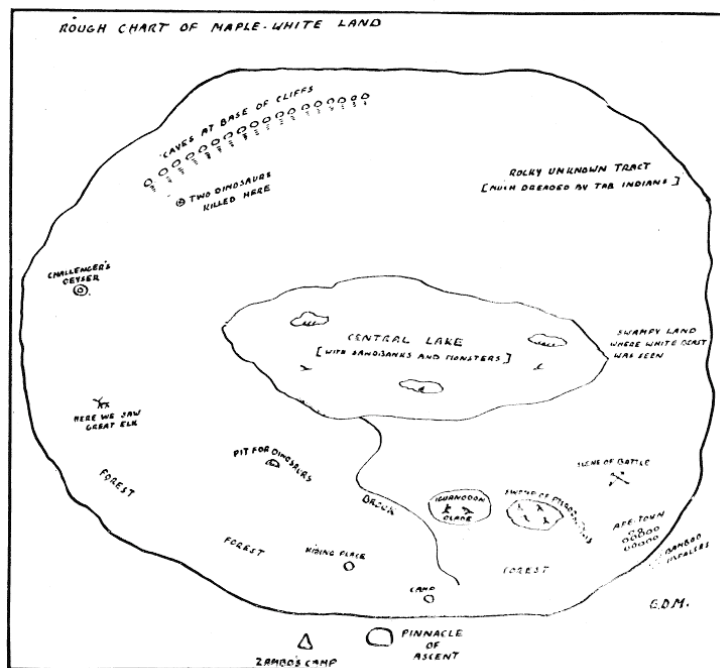 ROUGH CHART OF MAPLE-WHITE LAND
CAVES AT BASE OF CLIFFS
TWO DINOSAURS
KILLED HERE
ROCKY UNKNOWN TRACT
[MUCH DREADED BY THE INDIANS]
CHALLENGER'S
GEYSER
CENTRAL LAKE
[WITH SANDBANKS AND MONSTERS]
SWAMPY LAND
WHERE WHITE BEAST
WAS SEEN
HERE WE SAW
GREAT ELK
PIT FOR DINOSAURS
SCENE OF BATTLE
FOREST
BROOK
IGUANODON
GLADE
SWAMP OF PTERODACTYLS
APE-TOWN
BAMBOO
FOREST
HIDING PLACE
FOREST
CAMP
G.D.M.
ZAMBO'S CAMP
PINNACLE
OF
ASCENT